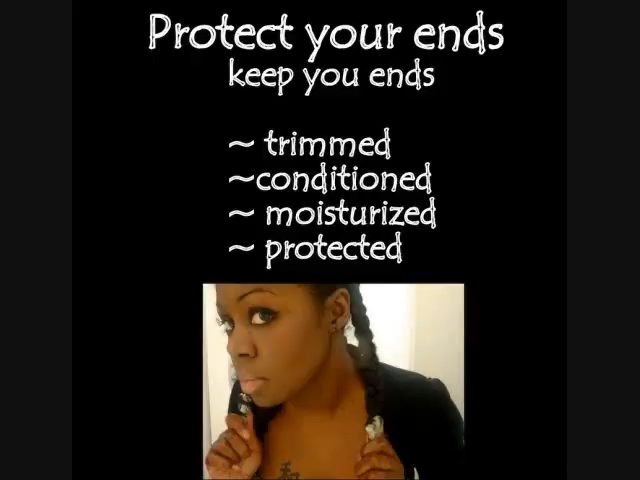 Protect your ends
keep you ends
~ trimmed
~conditioned
~ moisturized
~ protected